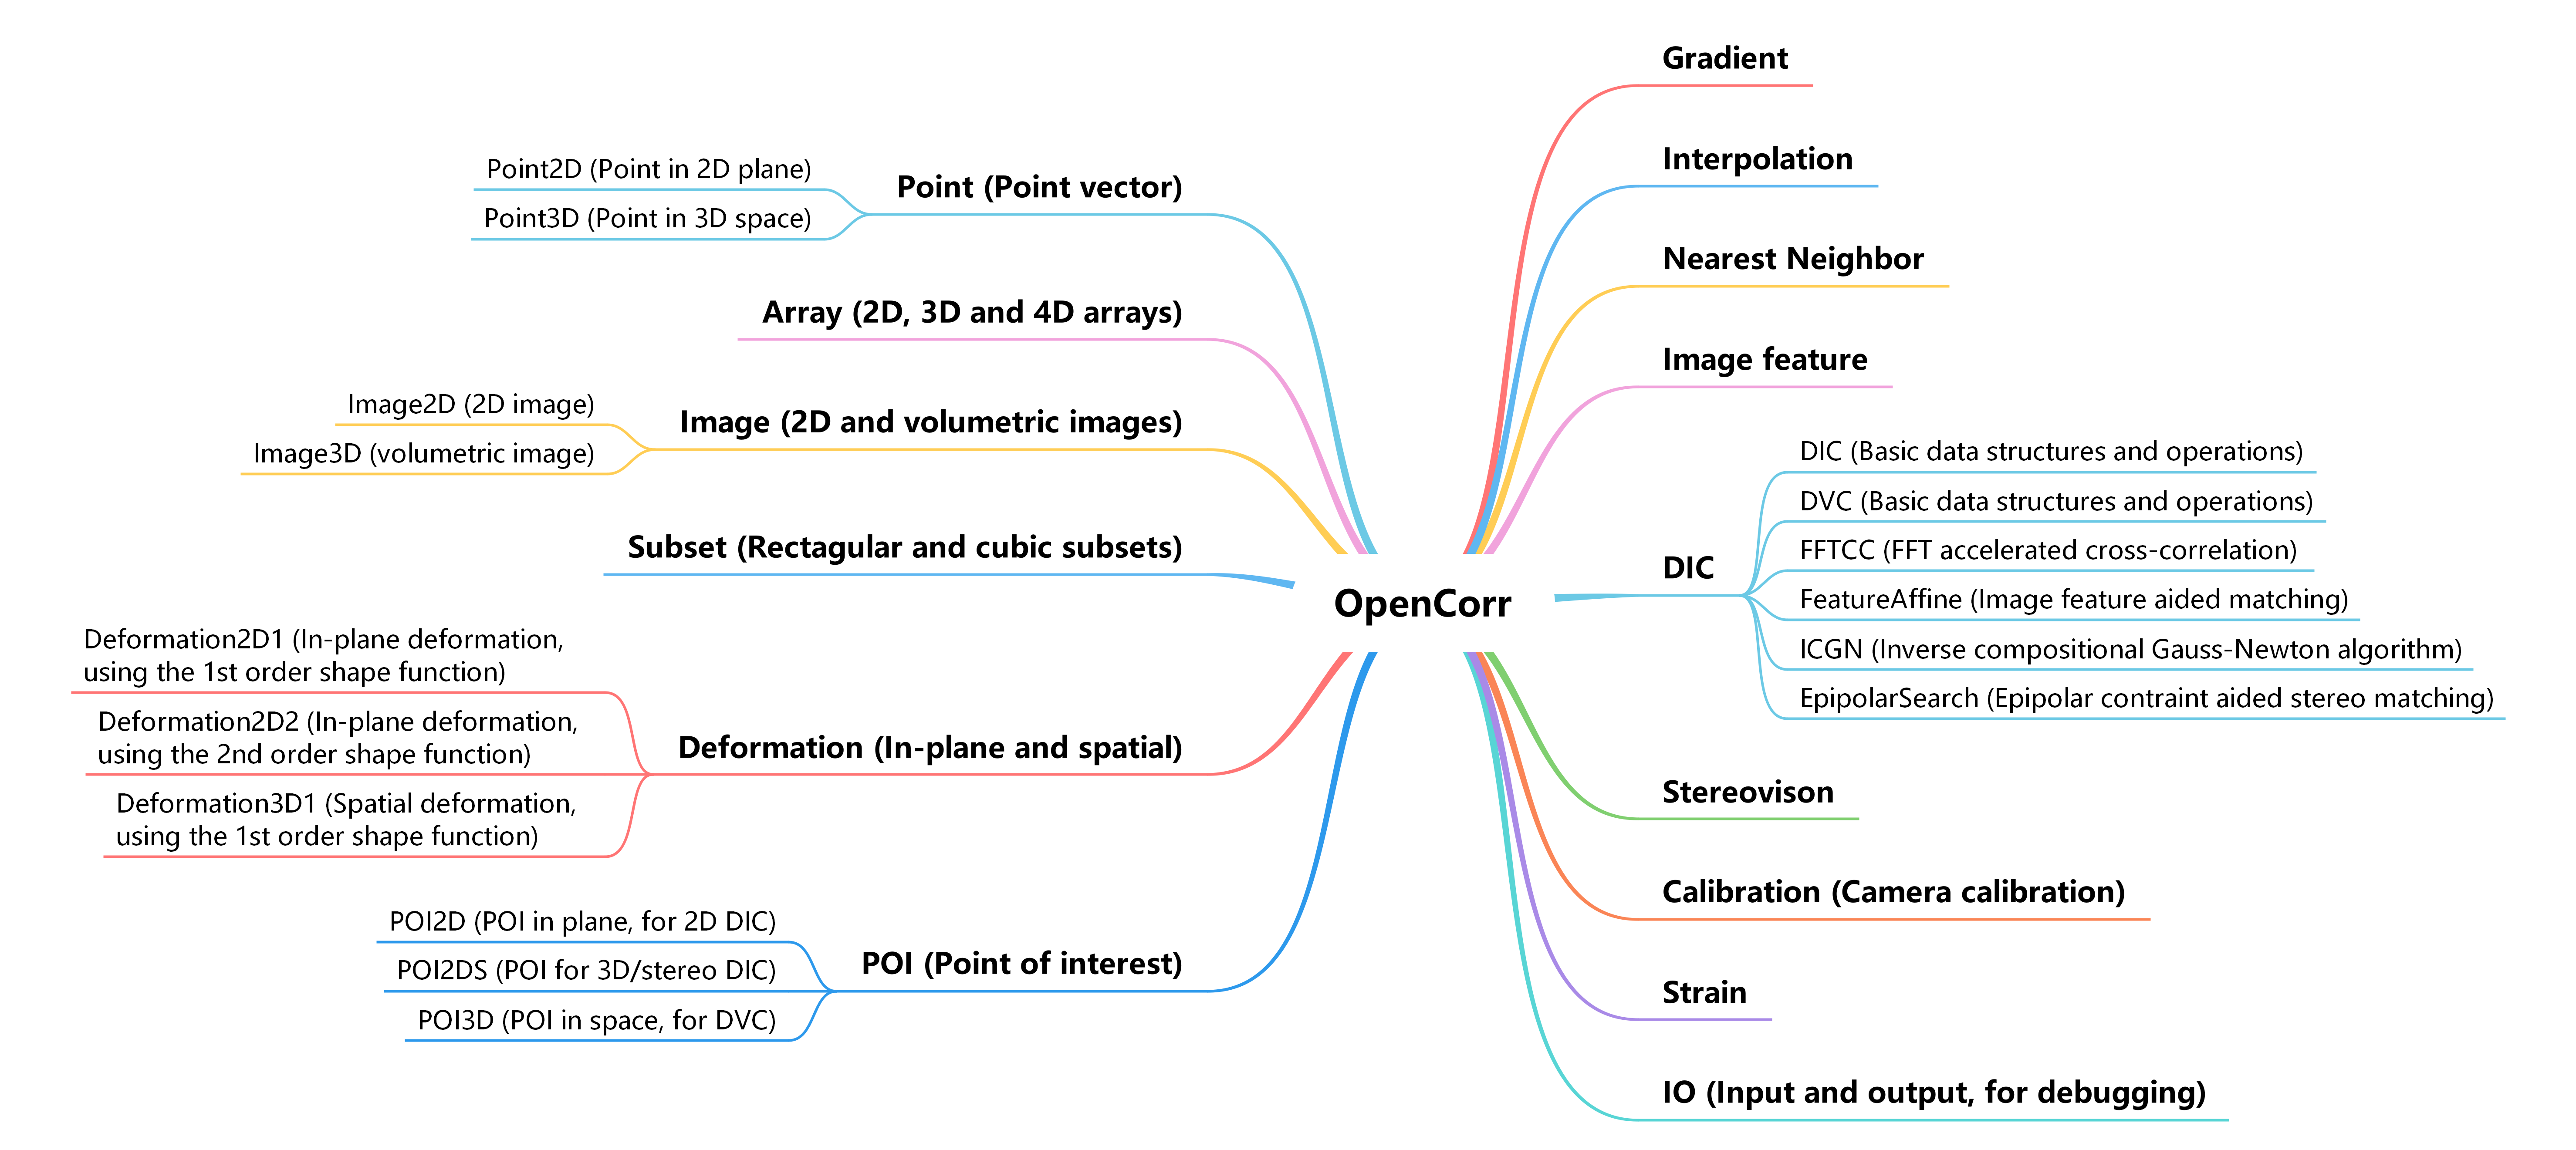 OpenCorr
Point (Point vector)
Point2D (Point in 2D plane)
Point3D (Point in 3D space)
Array (2D, 3D and 4D arrays)
Image (2D and volumetric images)
Image2D (2D image)
Image3D (volumetric image)
Subset (Rectagular and cubic subsets)
Deformation (In-plane and spatial)
Deformation2D1 (In-plane deformation,
using the 1st order shape function)
Deformation2D2 (In-plane deformation,
using the 2nd order shape function)
Deformation3D1 (Spatial deformation,
using the 1st order shape function)
POI (Point of interest)
POI2D (POI in plane, for 2D DIC)
POI2DS (POI for 3D/stereo DIC)
POI3D (POI in space, for DVC)
Gradient
Interpolation
Nearest Neighbor
Image feature
DIC
DIC (Basic data structures and operations)
DVC (Basic data structures and operations)
FFTCC (FFT accelerated cross-correlation)
FeatureAffine (Image feature aided matching)
ICGN (Inverse compositional Gauss-Newton algorithm)
EpipolarSearch (Epipolar contraint aided stereo matching)
Stereovison
Calibration (Camera calibration)
Strain
IO (Input and output, for debugging)